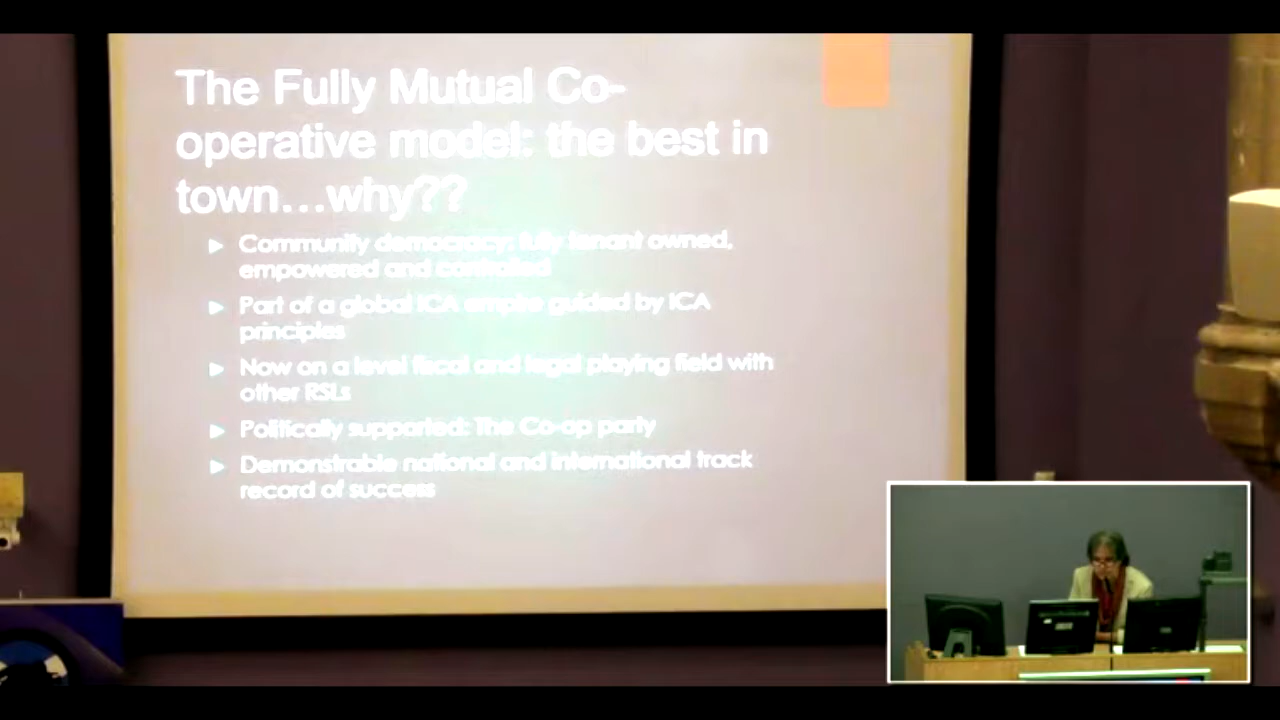 The Fully Mutual Co-
operative model: the best in
town...why??
Community democracy: fully tenant owned,
empowered and controlled
Part of a global ICA empire guided by ICA
principles
Now on a level fiscal and legal playing field with
other RSLs
Politically supported: The Co-op party
Demonstrable national and international track
record of success